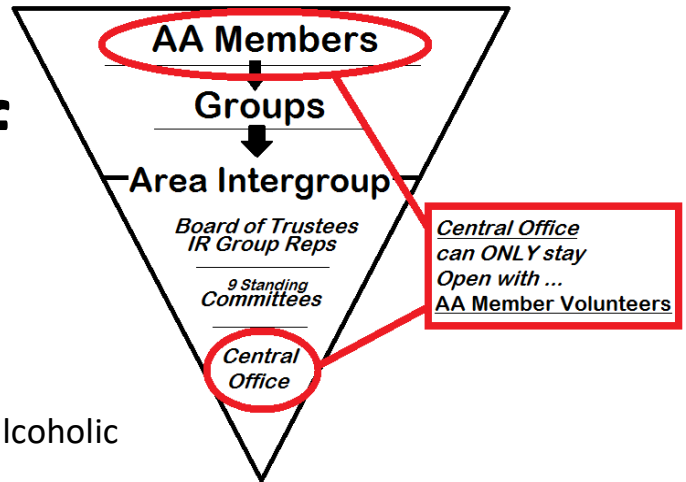 AA Members
Groups
Area Intergroup
Board of Trustees
IR Group Reps
9 Standing
Committees
Central
Office
Central Office
can ONLY stay
Open with ...
AA Member Volunteers
lcoholic